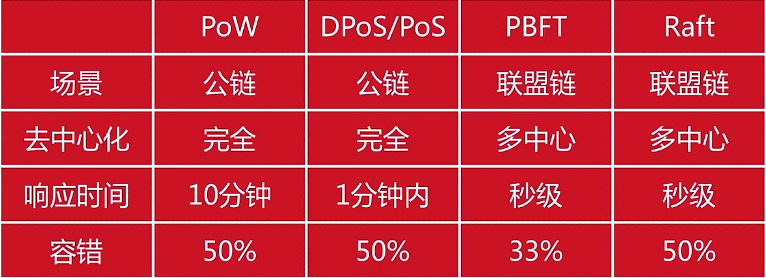 PoW DPoS/PoS PBFT Raft
场景 公链 公链 联盟链 联盟链
去中心化 完全 完全 多中心 多中心
响应时间 10分钟 1分钟内 秒级 秒级
容错 50% 50% 33% 50%